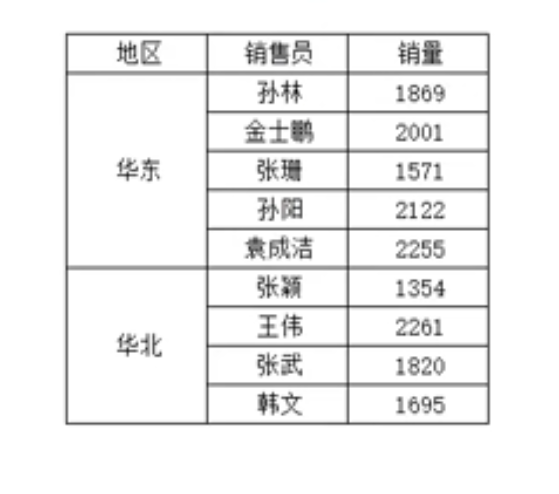 地区 销售员 销量
孙林 1869
金士鹏 2001
华东 张珊 1571
孙阳 2122
袁成洁 2255
张颖 1354
王伟 2261
华北
张武 1820
韩文 1695